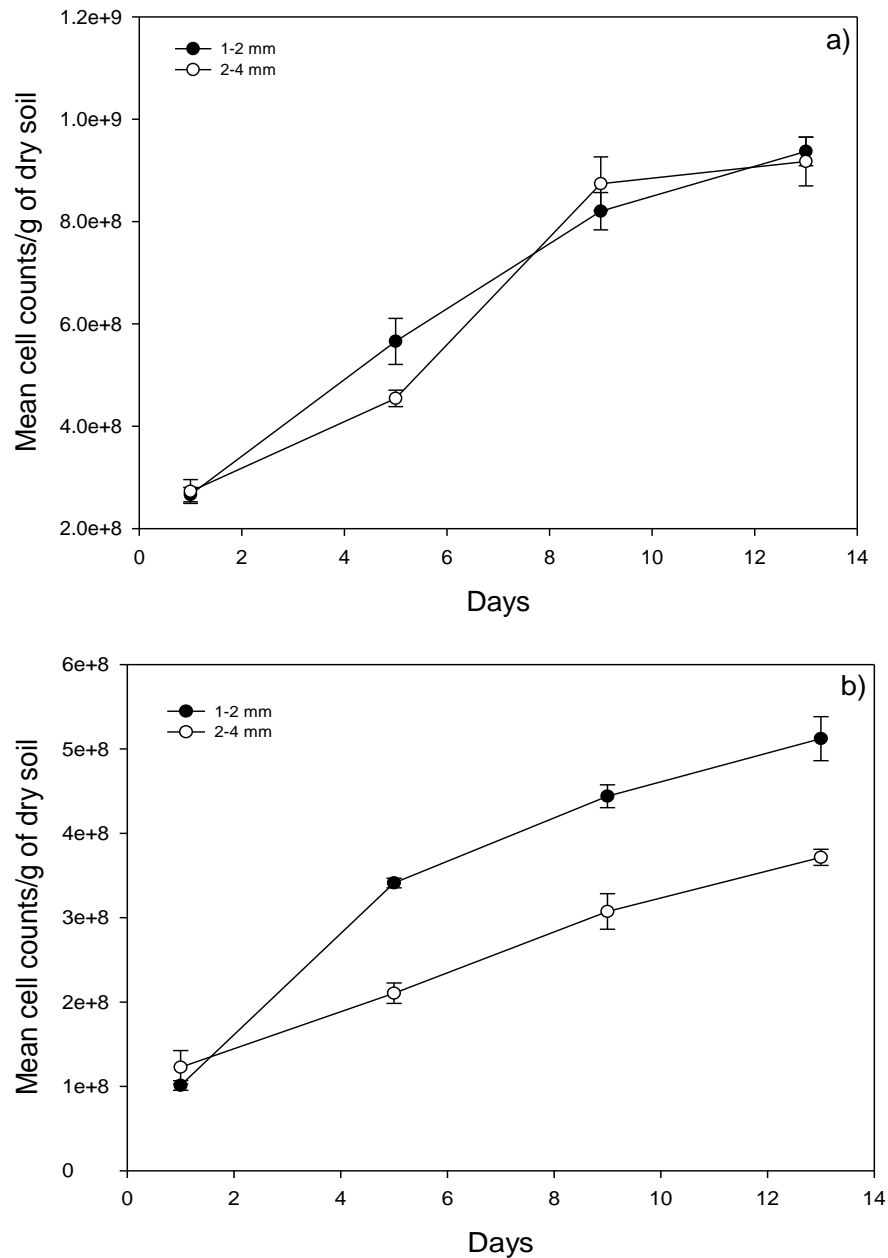 1.2e+9
1-2 mm
2-4 mm
a)
1.0e+9
8.0e+8
6.0e+8
4.0e+8
2.0e+8
Mean cell counts/g of dry soil
0 2 4 6 8 10 12 14
Days
6e+8
1-2 mm
2-4 mm
b)
5e+8
4e+8
3e+8
2e+8
1e+8
0
Mean cell counts/g of dry soil
0 2 4 6 8 10 12 14
Days